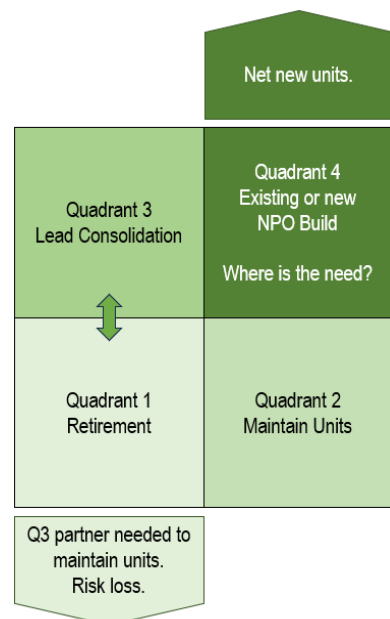 Net new units.
Quadrant 3
Lead Consolidation
Quadrant 4
Existing or new
NPO Build
Where is the need?
Quadrant 1
Retirement
Quadrant 2
Maintain Units
Q3 partner needed to
maintain units.
Risk loss.